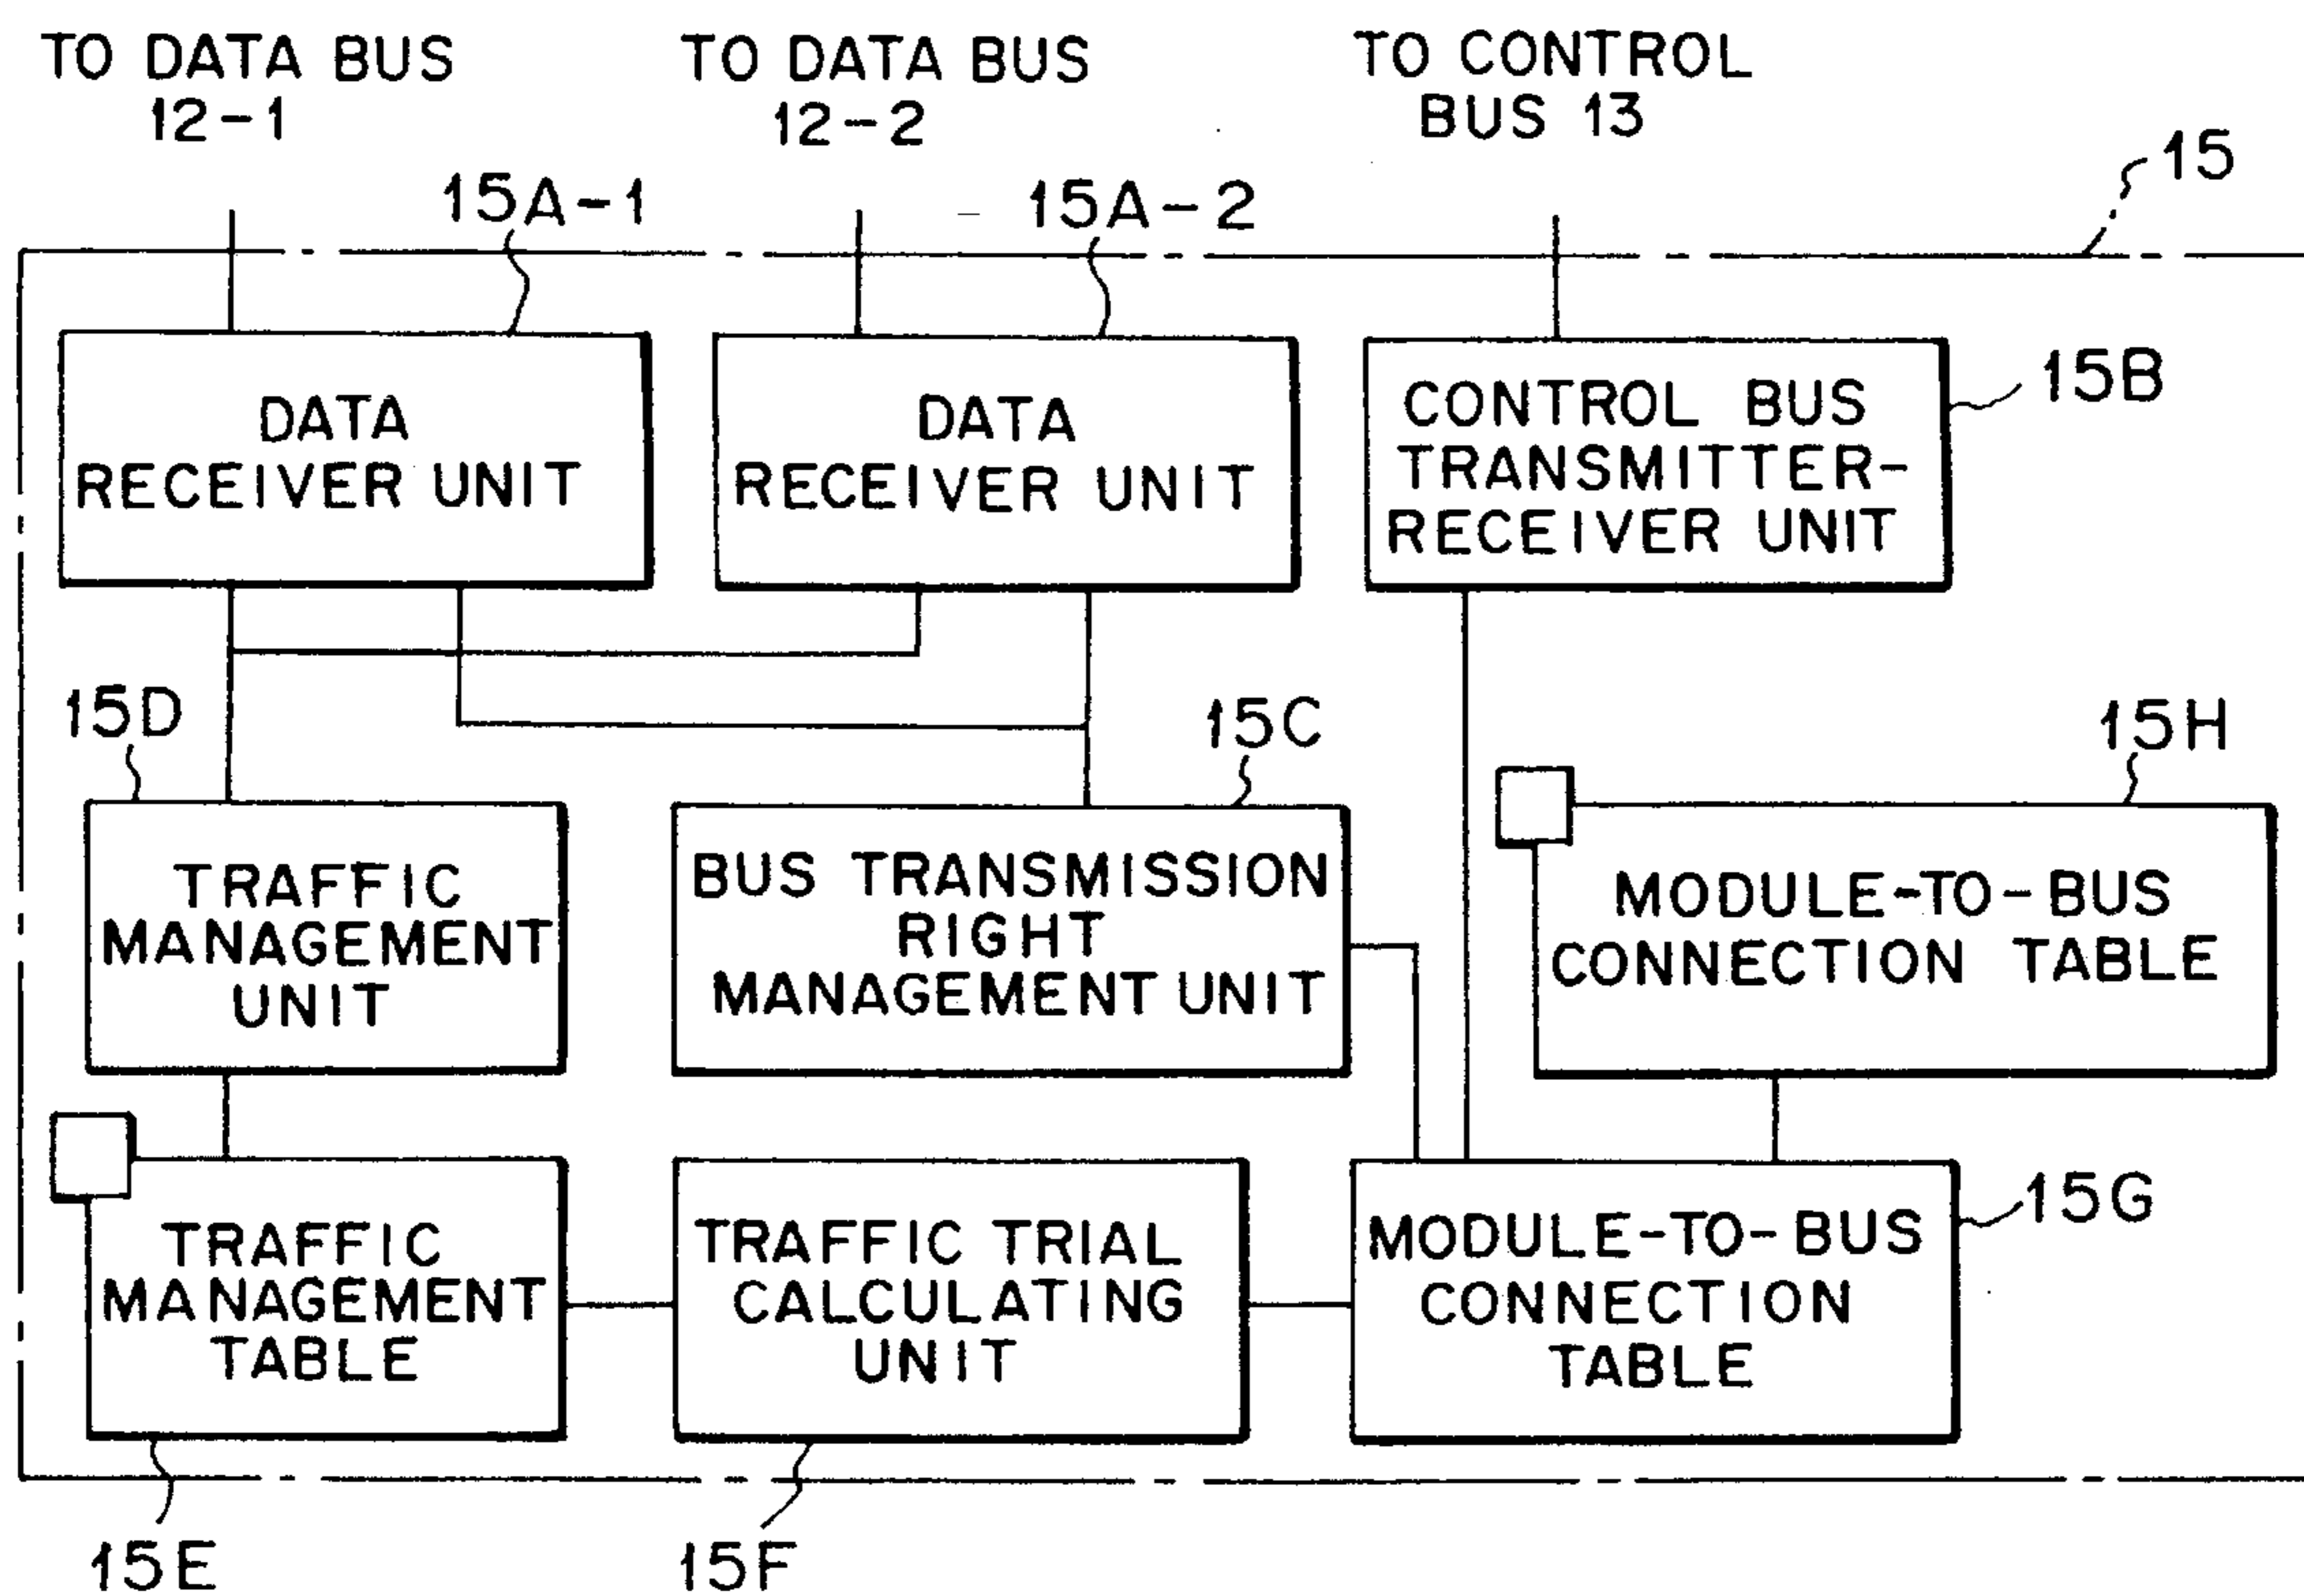 TO DATA BUS
12-1
TO DATA BUS
12-2
TO CONTROL
BUS 13
15
15A-1
15A-2
DATA
RECEIVER UNIT
DATA
RECEIVER UNIT
CONTROL BUS
TRANSMITTER-
RECEIVER UNIT
15B
15D
15C
15H
TRAFFIC
MANAGEMENT
UNIT
BUS TRANSMISSION
RIGHT
MANAGEMENT UNIT
MODULE-TO-BUS
CONNECTION TABLE
TRAFFIC
MANAGEMENT
TABLE
TRAFFIC TRIAL
CALCULATING
UNIT
MODULE-TO-BUS
CONNECTION
TABLE
15G
15E
15F